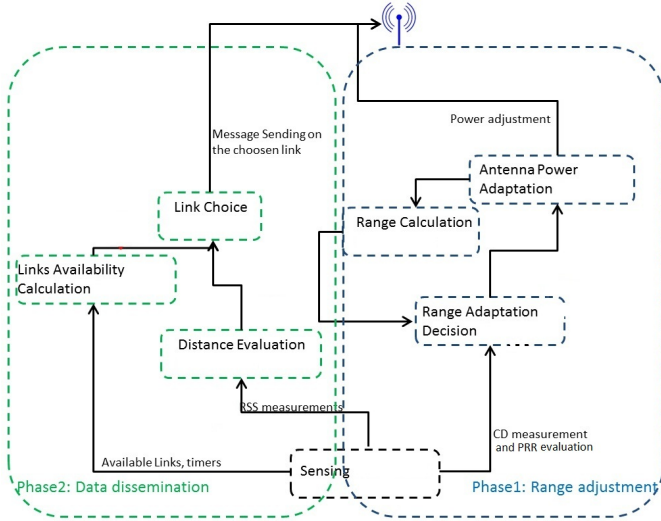 Message Sending on
the choosen link
Power adjustment
Antenna Power
Adaptation
Link Choice
Range Calculation
Links Availability
Calculation
Range Adaptation
Decision
Distance Evaluation
RSS measurements
CD measurement
and PRR evaluation
Available Links, timers
Sensing
Phase2: Data dissemination
Phase1: Range adjustment